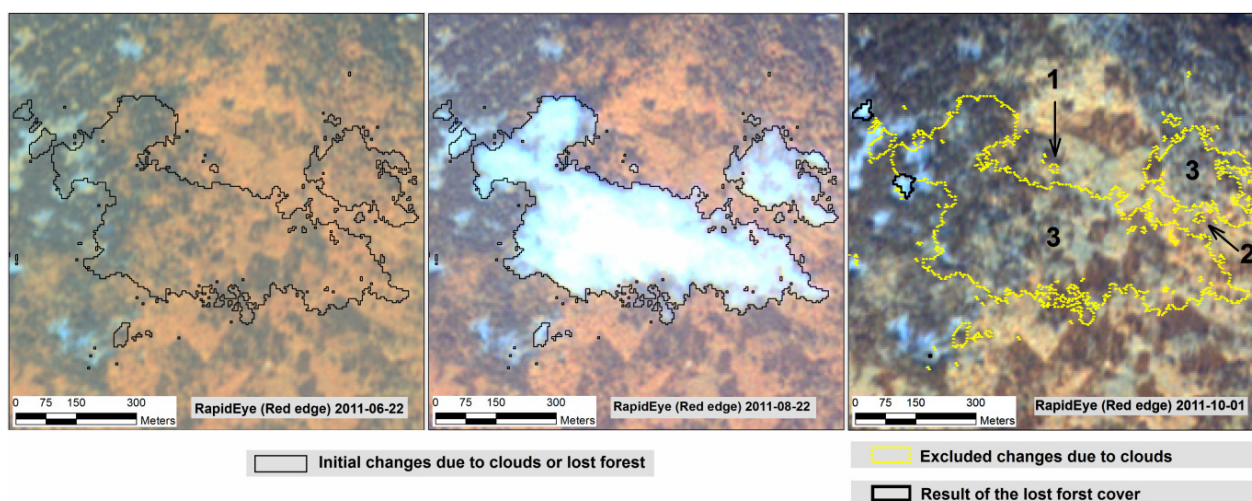 0 75 150 300
Meters
RapidEye (Red edge) 2011-06-22
0 75 150 300
Meters
RapidEye (Red edge) 2011-08-22
1
3
3
2
0 75 150 300
Meters
RapidEye (Red edge) 2011-10-01
Initial changes due to clouds or lost forest
Excluded changes due to clouds
Result of the lost forst cover